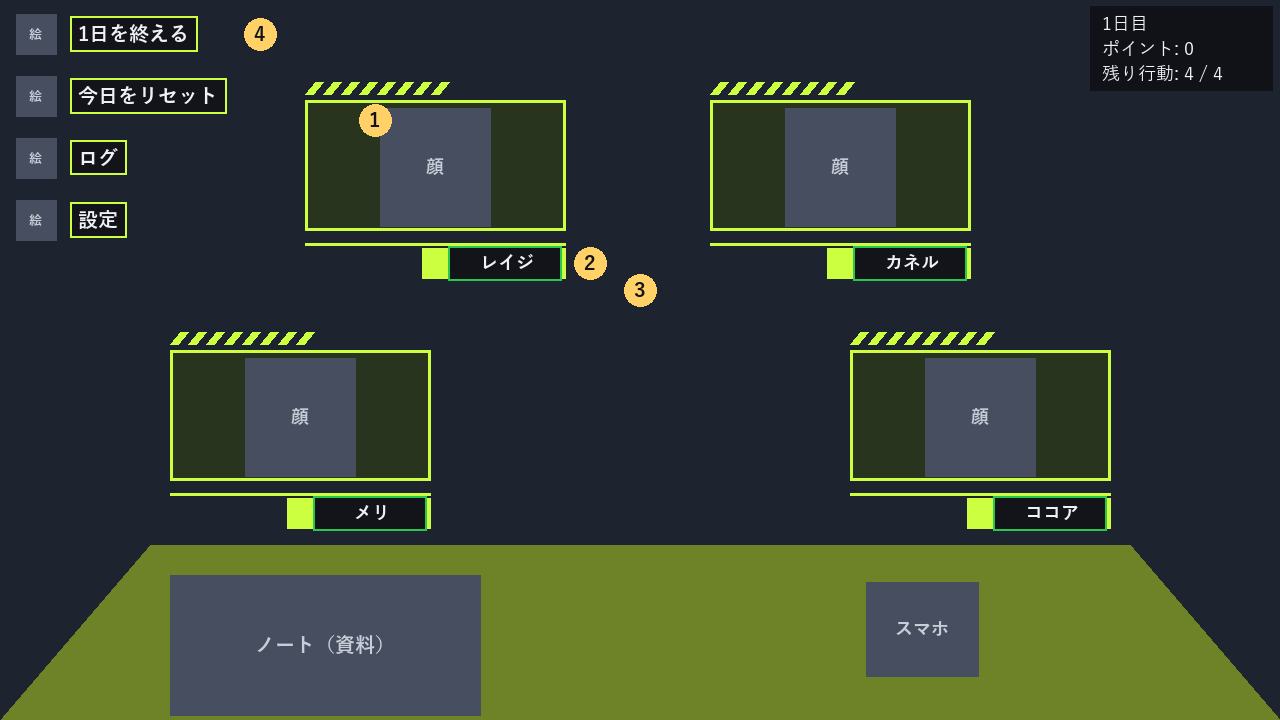 絵 1日を終える 4
絵 今日をリセット
絵 ログ
絵 設定
1日目
ポイント: 0
残り行動: 4 / 4
1
顔
レイジ 2
3
顔
カネル
顔
メリ
顔
ココア
ノート（資料）
スマホ